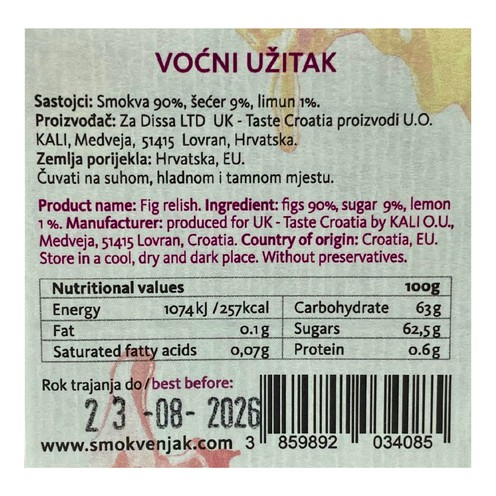 VOĆNI UŽITAK
Sastojci: Smokva 90%, šećer 9%, limun 1%.
Proizvođač: Za Dissa LTD UK - Taste Croatia proizvodi U.O.
KALI, Medveja, 51415 Lovran, Hrvatska.
Zemlja porijekla: Hrvatska, EU.
Čuvati na suhom, hladnom i tamnom mjestu.
Product name: Fig relish. Ingredient: figs 90%, sugar 9%, lemon
1 %. Manufacturer: produced for UK - Taste Croatia by KALI O.U.,
Medveja, 51415 Lovran, Croatia. Country of origin: Croatia, EU.
Store in a cool, dry and dark place. Without preservatives.
Nutritional values 100g
Energy 1074kJ /257kcal
Fat 0.1g
Saturated fatty acids 0,07g
Carbohydrate 63g
Sugars 62,5g
Protein 0.6g
Rok trajanja do/best before:
23-08-2026
www.smokvenjak.com
3 859892 034085